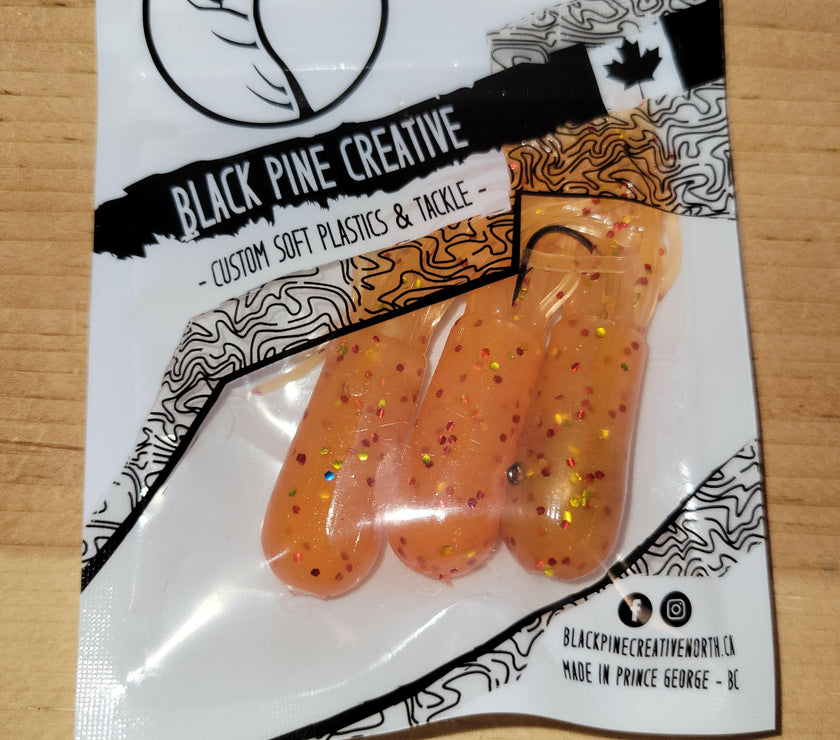 BLACK PINE CREATIVE
- CUSTOM SOFT PLASTICS & TACKLE -
f
BLACKPINECREATIVENORTH.CA
MADE IN PRINCE GEORGE - BC